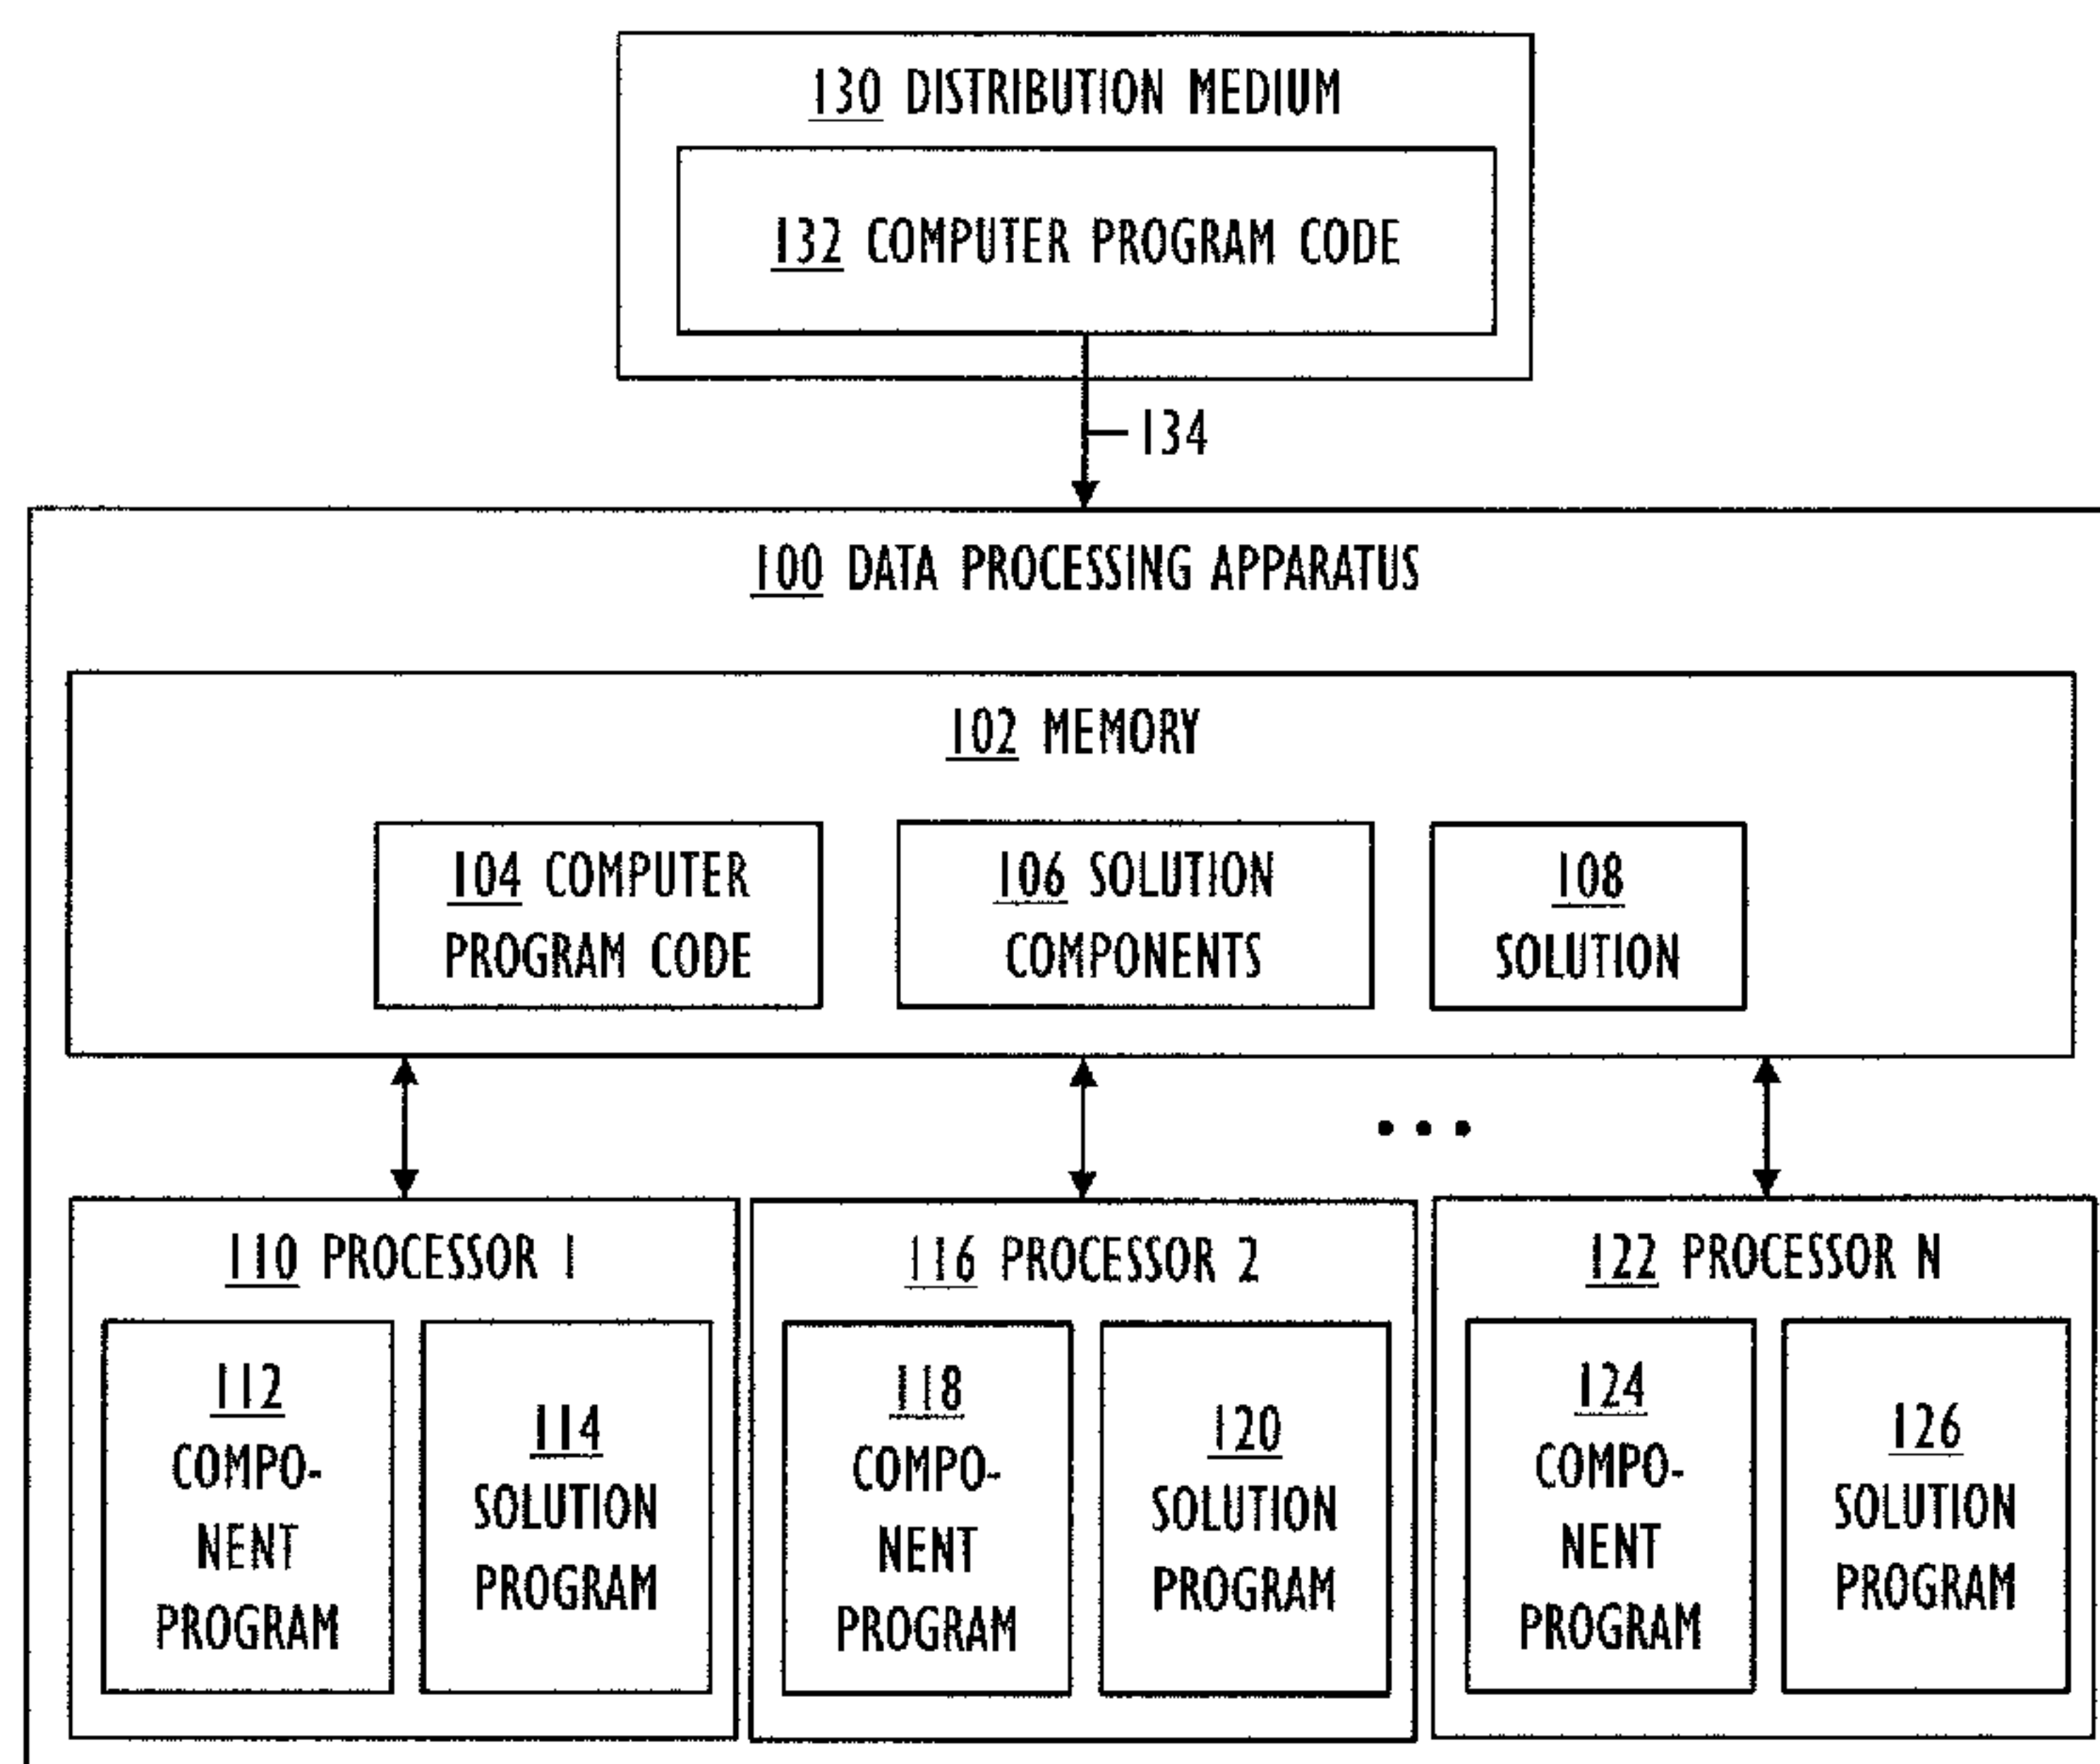 130 DISTRIBUTION MEDIUM
132 COMPUTER PROGRAM CODE
134
100 DATA PROCESSING APPARATUS
102 MEMORY
104 COMPUTER
PROGRAM CODE
106 SOLUTION
COMPONENTS
108
SOLUTION
110 PROCESSOR 1
112
COMPO-
NENT
PROGRAM
114
SOLUTION
PROGRAM
116 PROCESSOR 2
118
COMPO-
NENT
PROGRAM
120
SOLUTION
PROGRAM
122 PROCESSOR N
124
COMPO-
NENT
PROGRAM
126
SOLUTION
PROGRAM